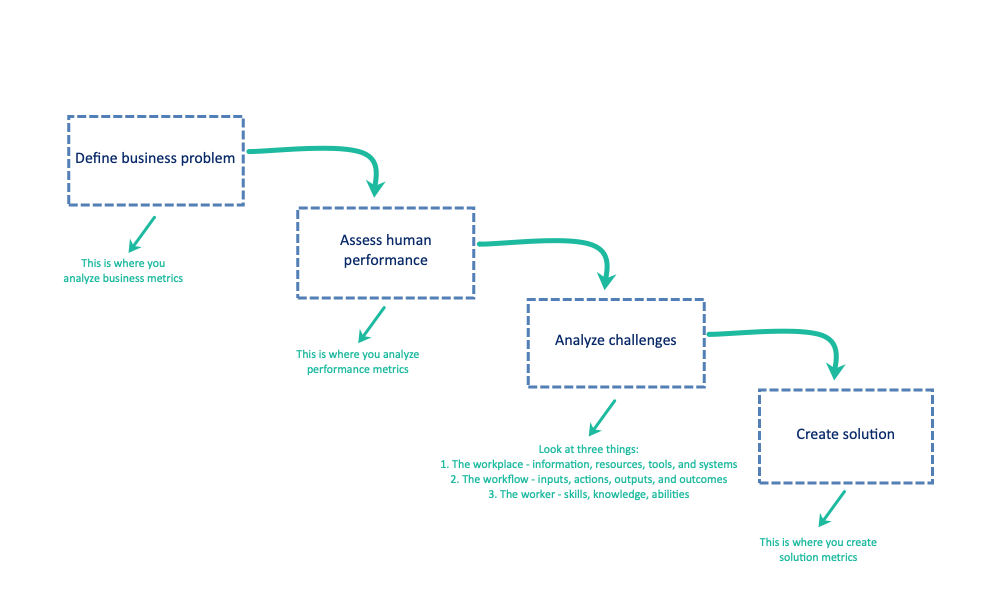 Define business problem
This is where you
analyze business metrics
Assess human
performance
This is where you analyze
performance metrics
Analyze challenges
Look at three things:
1. The workplace - information, resources, tools, and systems
2. The workflow - inputs, actions, outputs, and outcomes
3. The worker - skills, knowledge, abilities
Create solution
This is where you create
solution metrics